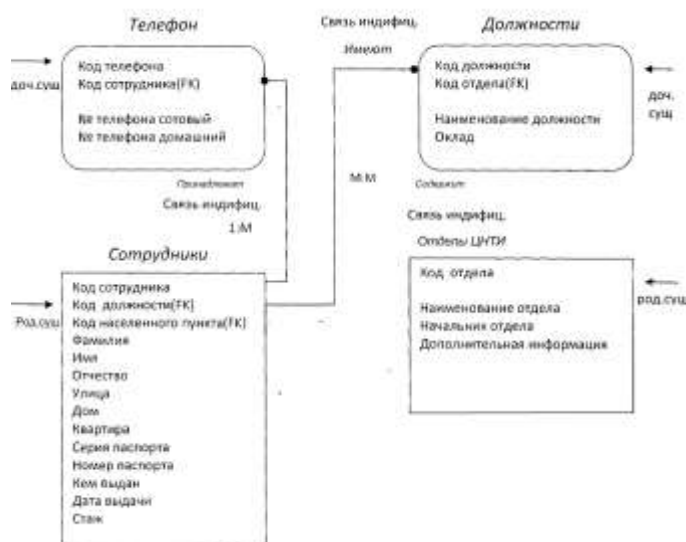 Телефон
доч.сущ
Код телефона
Код сотрудника(FK)
№ телефона сотовый
№ телефона домашний
Связь индифиц.
Имеют
Должности
Код должности
Код отдела(FK)
Наименование должности
Оклад
доч.
сущ
Принадлежат
Связь индифиц.
1:М
М:М
Содержит
Связь индифиц.
Отделы ЦНТИ
Код отдела
Наименование отдела
Начальник отдела
Дополнительная информация
род.сущ
Сотрудники
Род.сущ
Код сотрудника
Код должности(FK)
Код населенного пункта(FK)
Фамилия
Имя
Отчество
Улица
Дом
Квартира
Серия паспорта
Номер паспорта
Кем выдан
Дата выдачи
Стаж